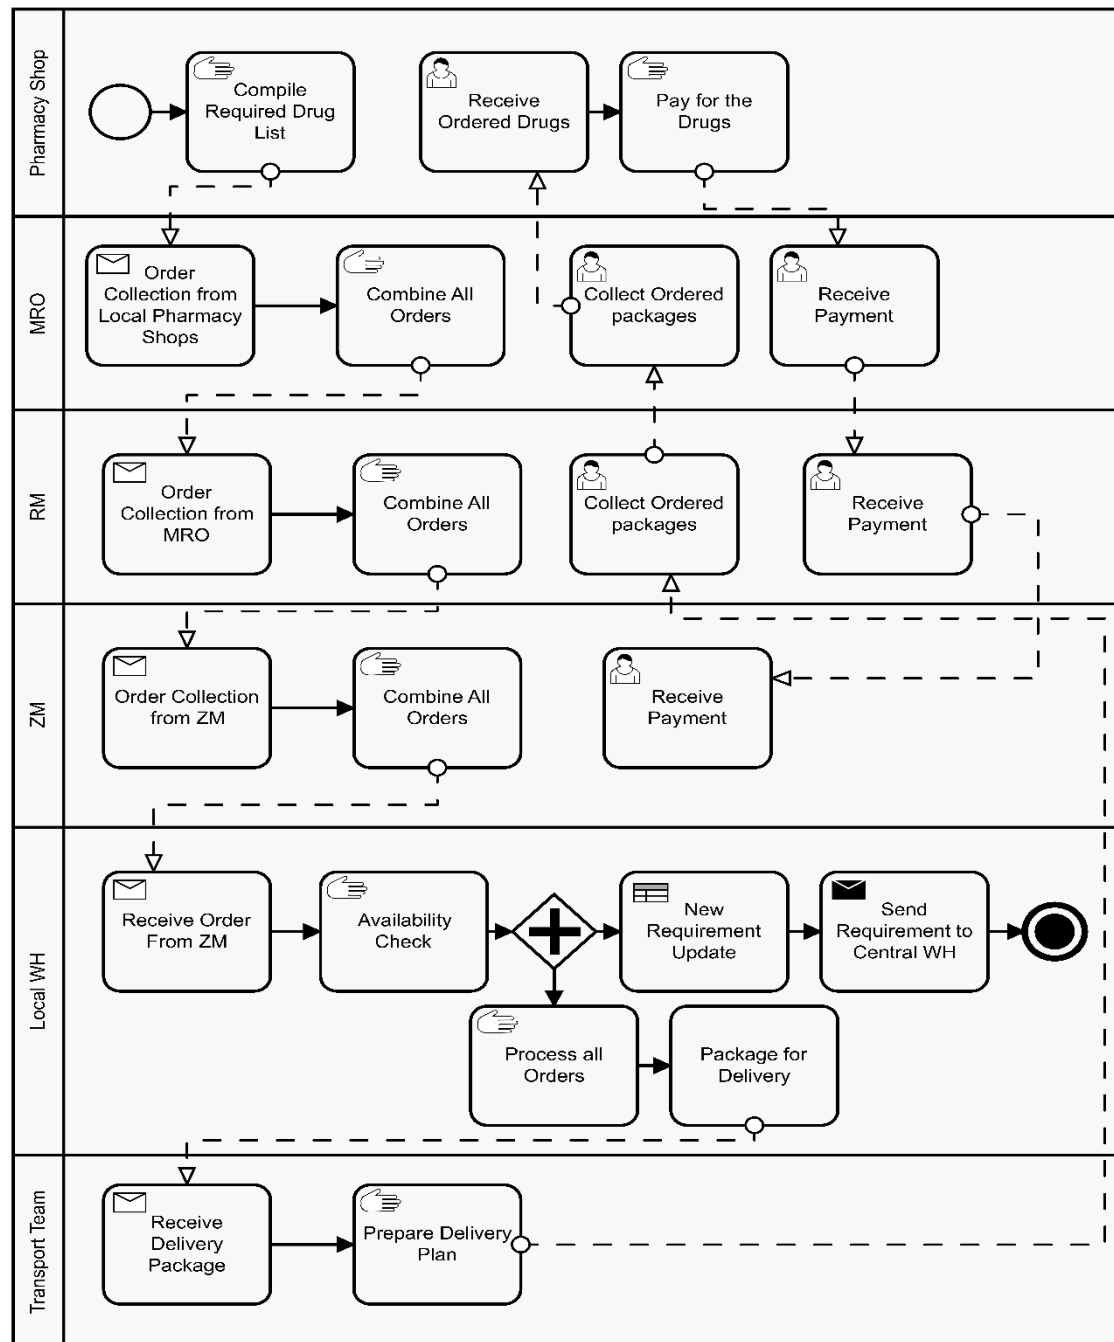 Pharmacy Shop
Compile
Required Drug
List
Receive
Ordered Drugs
Pay for the
Drugs
MRO
Order
Collection from
Local Pharmacy
Shops
Combine All
Orders
Collect Ordered
packages
Receive
Payment
RM
Order
Collection from
MRO
Combine All
Orders
Collect Ordered
packages
Receive
Payment
ZM
Order Collection
from ZM
Combine All
Orders
Receive
Payment
Local WH
Receive Order
From ZM
Availability
Check
New
Requirement
Update
Send
Requirement to
Central WH
Process all
Orders
Package for
Delivery
Transport Team
Receive
Delivery
Package
Prepare Delivery
Plan